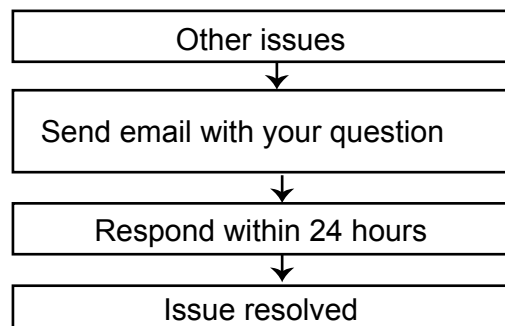 Other issues
Send email with your question
Respond within 24 hours
Issue resolved